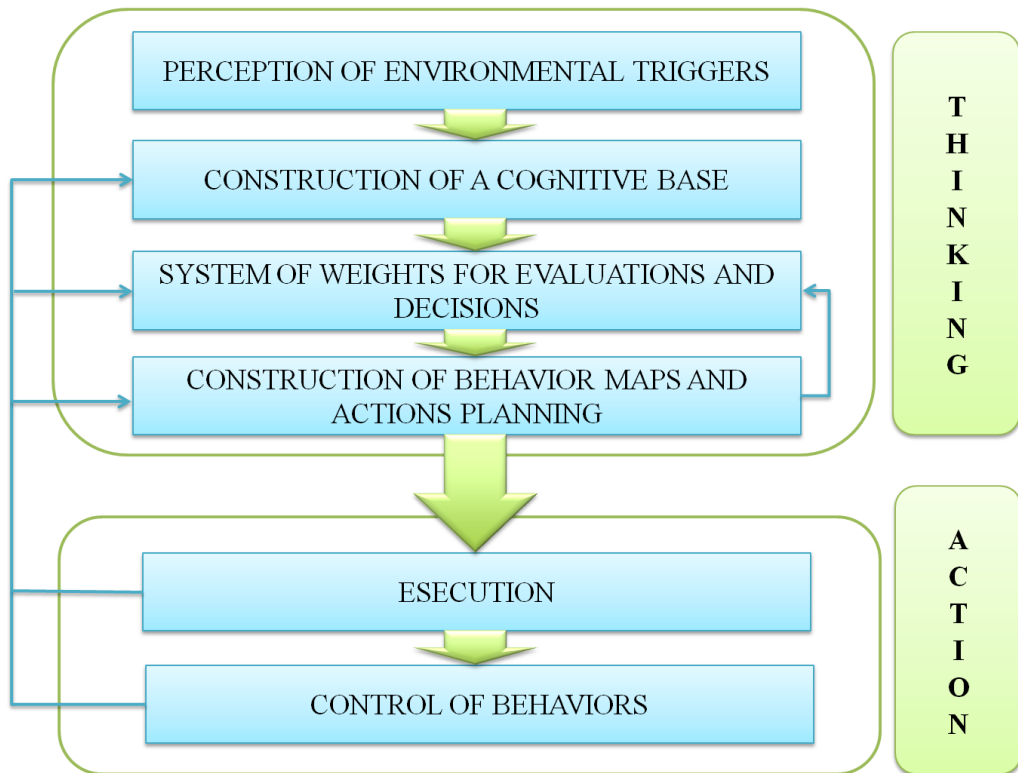 PERCEPTION OF ENVIRONMENTAL TRIGGERS
CONSTRUCTION OF A COGNITIVE BASE
SYSTEM OF WEIGHTS FOR EVALUATIONS AND
DECISIONS
CONSTRUCTION OF BEHAVIOR MAPS AND
ACTIONS PLANNING
T
H
I
N
K
I
N
G
ESECUTION
CONTROL OF BEHAVIORS
A
C
T
I
O
N